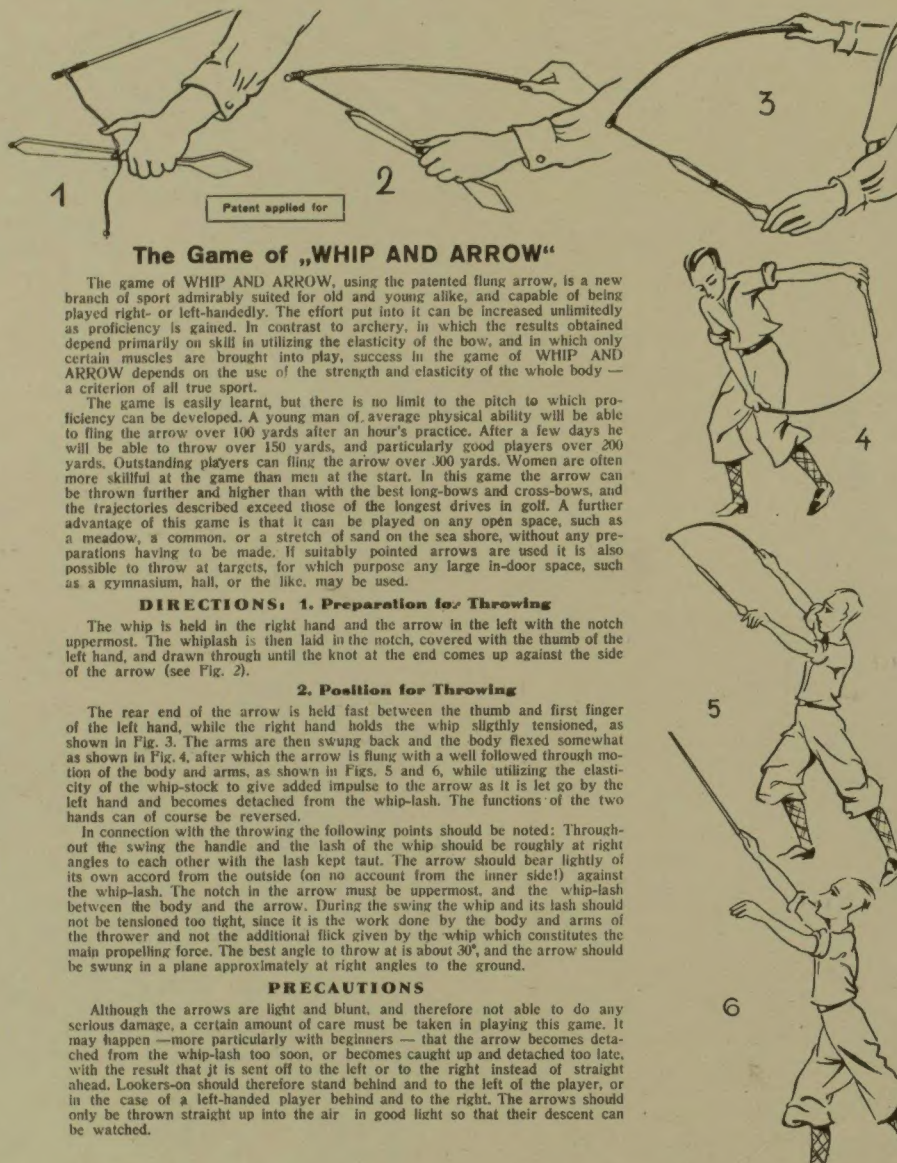 1
2
3
Patent applied for
The Game of „WHIP AND ARROW“
The game of WHIP AND ARROW, using the patented flung arrow, is a new
branch of sport admirably suited for old and young alike, and capable of being
played right- or left-handedly. The effort put into it can be increased unlimitedly
as proficiency is gained. In contrast to archery, in which the results obtained
depend primarily on skill in utilizing the elasticity of the bow, and in which only
certain muscles are brought into play, success in the game of WHIP AND
ARROW depends on the use of the strength and elasticity of the whole body —
a criterion of all true sport.
The game is easily learnt, but there is no limit to the pitch to which pro-
ficiency can be developed. A young man of average physical ability will be able
to fling the arrow over 100 yards after an hour's practice. After a few days he
will be able to throw over 150 yards, and particularly good players over 200
yards. Outstanding players can fling the arrow over 300 yards. Women are often
more skillful at the game than men at the start. In this game the arrow can
be thrown further and higher than with the best long-bows and cross-bows, and
the trajectories described exceed those of the longest drives in golf. A further
advantage of this game is that it can be played on any open space, such as
a meadow, a common, or a stretch of sand on the sea shore, without any pre-
parations having to be made. If suitably pointed arrows are used it is also
possible to throw at targets, for which purpose any large in-door space, such
as a gymnasium, hall, or the like, may be used.
4
DIRECTIONS: 1. Preparation for Throwing
The whip is held in the right hand and the arrow in the left with the notch
uppermost. The whiplash is then laid in the notch, covered with the thumb of the
left hand, and drawn through until the knot at the end comes up against the side
of the arrow (see Fig. 2).
2. Position for Throwing
The rear end of the arrow is held fast between the thumb and first finger
of the left hand, while the right hand holds the whip sligthly tensioned, as
shown in Fig. 3. The arms are then swung back and the body flexed somewhat
as shown in Fig. 4, after which the arrow is flung with a well followed through mo-
tion of the body and arms, as shown in Figs. 5 and 6, while utilizing the elasti-
city of the whip-stock to give added impulse to the arrow as it is let go by the
left hand and becomes detached from the whip-lash. The functions of the two
hands can of course be reversed.
5
In connection with the throwing the following points should be noted: Through-
out the swing the handle and the lash of the whip should be roughly at right
angles to each other with the lash kept taut. The arrow should bear lightly of
its own accord from the outside (on no account from the inner side!) against
the whip-lash. The notch in the arrow must be uppermost, and the whip-lash
between the body and the arrow. During the swing the whip and its lash should
not be tensioned too tight, since it is the work done by the body and arms of
the thrower and not the additional flick given by the whip which constitutes the
main propelling force. The best angle to throw at is about 30°, and the arrow should
be swung in a plane approximately at right angles to the ground.
PRECAUTIONS
Although the arrows are light and blunt, and therefore not able to do any
serious damage, a certain amount of care must be taken in playing this game. It
may happen —more particularly with beginners — that the arrow becomes deta-
ched from the whip-lash too soon, or becomes caught up and detached too late,
with the result that it is sent off to the left or to the right instead of straight
ahead. Lookers-on should therefore stand behind and to the left of the player, or
in the case of a left-handed player behind and to the right. The arrows should
only be thrown straight up into the air in good light so that their descent can
be watched.
6